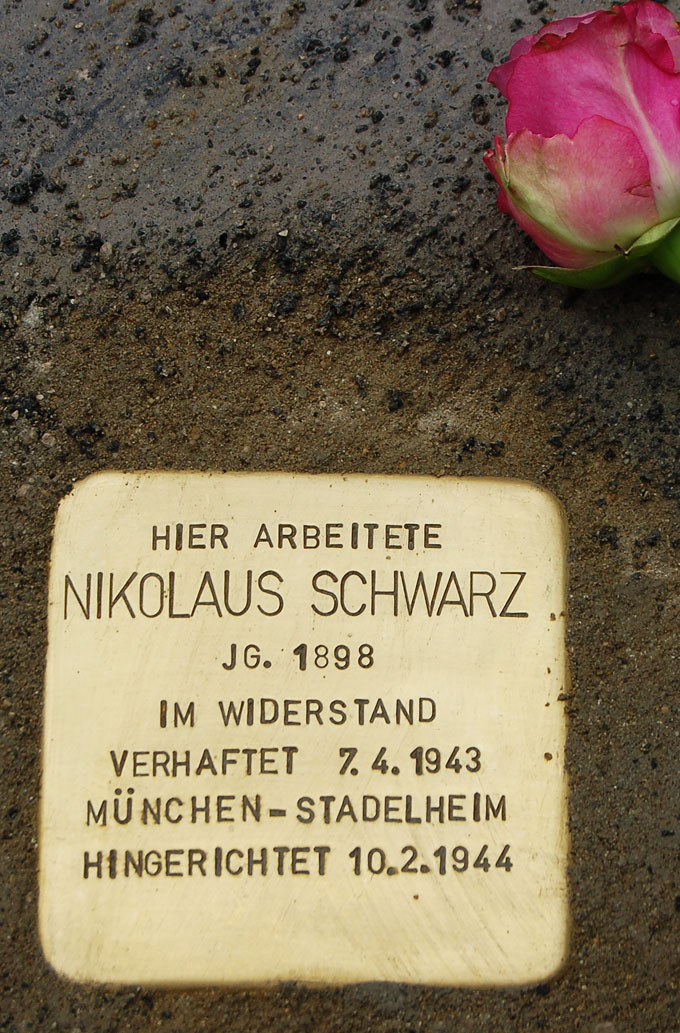 HIER ARBEITETE
NIKOLAUS SCHWARZ
JG. 1898
IM WIDERSTAND
VERHAFTET 7.4.1943
MÜNCHEN-STADELHEIM
HINGERICHTET 10.2.1944